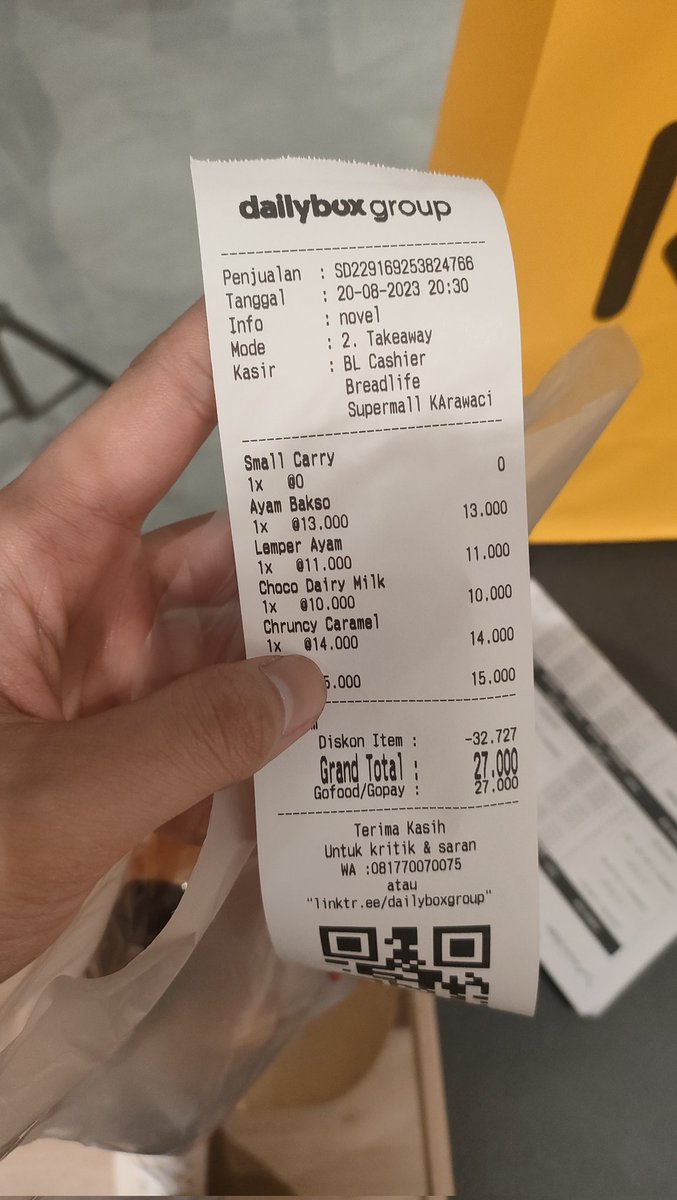 dailybox group
Penjualan : SD229169253824766
Tanggal : 20-08-2023 20:30
Info : novel
Mode : 2. Takeaway
Kasir : BL Cashier
Breadlife
Supermall KArawaci
Small Carry
1x @0 0
Ayam Bakso
1x @13.000 13.000
Lemper Ayam
1x @11.000 11.000
Choco Dairy Milk
1x @10.000 10.000
Chruncy Caramel
1x @14.000 14.000
5.000 15.000
Diskon Item : -32.727
Grand Total : 27.000
Gofood/Gopay : 27.000
Terima Kasih
Untuk kritik & saran
WA :081770070075
atau
"linktr.ee/dailyboxgroup"